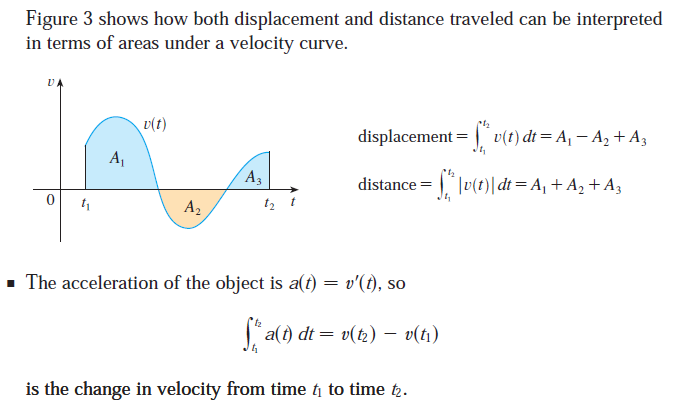 Figure 3 shows how both displacement and distance traveled can be interpreted
in terms of areas under a velocity curve.
v
v(t)
A₁
A₃
0
t₁
A₂
t₂
t
displacement = ∫_{t₁}^{t₂} v(t) dt = A₁ − A₂ + A₃
distance = ∫_{t₁}^{t₂} |v(t)| dt = A₁ + A₂ + A₃
▪ The acceleration of the object is a(t) = v′(t), so
∫_{t₁}^{t₂} a(t) dt = v(t₂) − v(t₁)
is the change in velocity from time t₁ to time t₂.